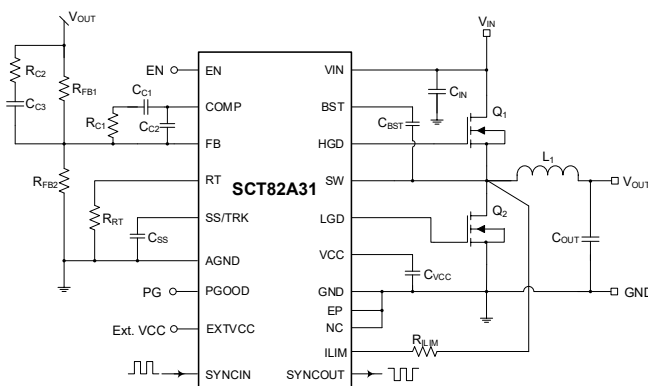 VOUT
VIN
RC2
RFB1
CC3
EN
EN
VIN
CC1
COMP
BST
CIN
Q1
RC1
CC2
CBST
FB
HGD
L1
RFB2
RT
SW
VOUT
SCT82A31
Q2
RRT
SS/TRK
LGD
CSS
COUT
VCC
CVCC
AGND
GND
GND
PG
PGOOD
EP
NC
Ext. VCC
EXTVCC
RILIM
ILIM
SYNCIN
SYNCOUT